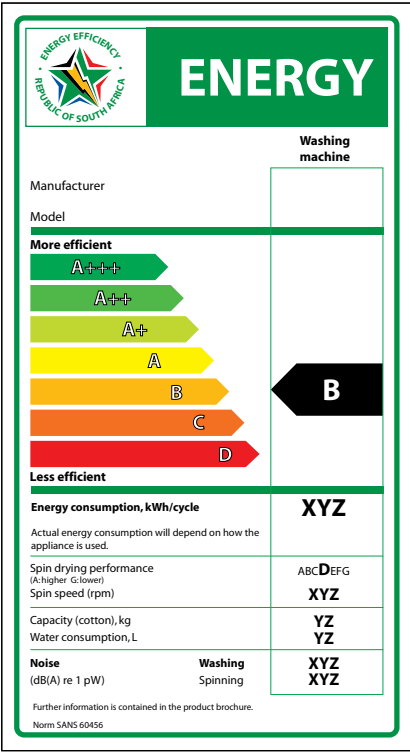 ENERGY EFFICIENCY
REPUBLIC OF SOUTH AFRICA
ENERGY
Washing
machine
Manufacturer
Model
More efficient
A+++
A++
A+
A
B
B
C
D
Less efficient
Energy consumption, kWh/cycle XYZ
Actual energy consumption will depend on how the
appliance is used.
Spin drying performance ABCDEFG
(A: higher G: lower)
Spin speed (rpm) XYZ
Capacity (cotton), kg YZ
Water consumption, L YZ
Noise Washing XYZ
(dB(A) re 1 pW) Spinning XYZ
Further information is contained in the product brochure.
Norm SANS 60456